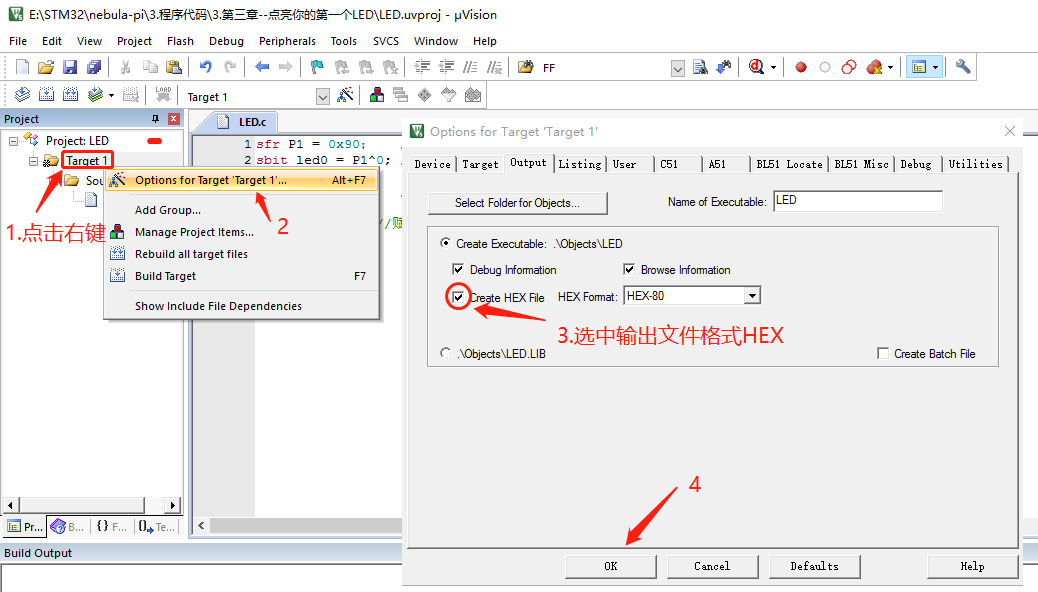 E:\STM32\nebula-pi\3.程序代码\3.第三章--点亮你的第一个LED\LED.uvproj - µVision
File Edit View Project Flash Debug Peripherals Tools SVCS Window Help
FF
LOAD
Target 1
Project
Project: LED
Target 1
Sou
1.点击右键
Options for Target 'Target 1'... Alt+F7
2
Add Group...
Manage Project Items...
Rebuild all target files
Build Target F7
Show Include File Dependencies
LED.c
1 sfr P1 = 0x90;
2 sbit led0 = P1^0;
//赋
Options for Target 'Target 1'
Device Target Output Listing User C51 A51 BL51 Locate BL51 Misc Debug Utilities
Select Folder for Objects... Name of Executable: LED
Create Executable: .\Objects\LED
Debug Information Browse Information
Create HEX File HEX Format: HEX-80
3.选中输出文件格式HEX
.\Objects\LED.LIB Create Batch File
4
OK Cancel Defaults Help
Pr... B... {} F... Te...
Build Output